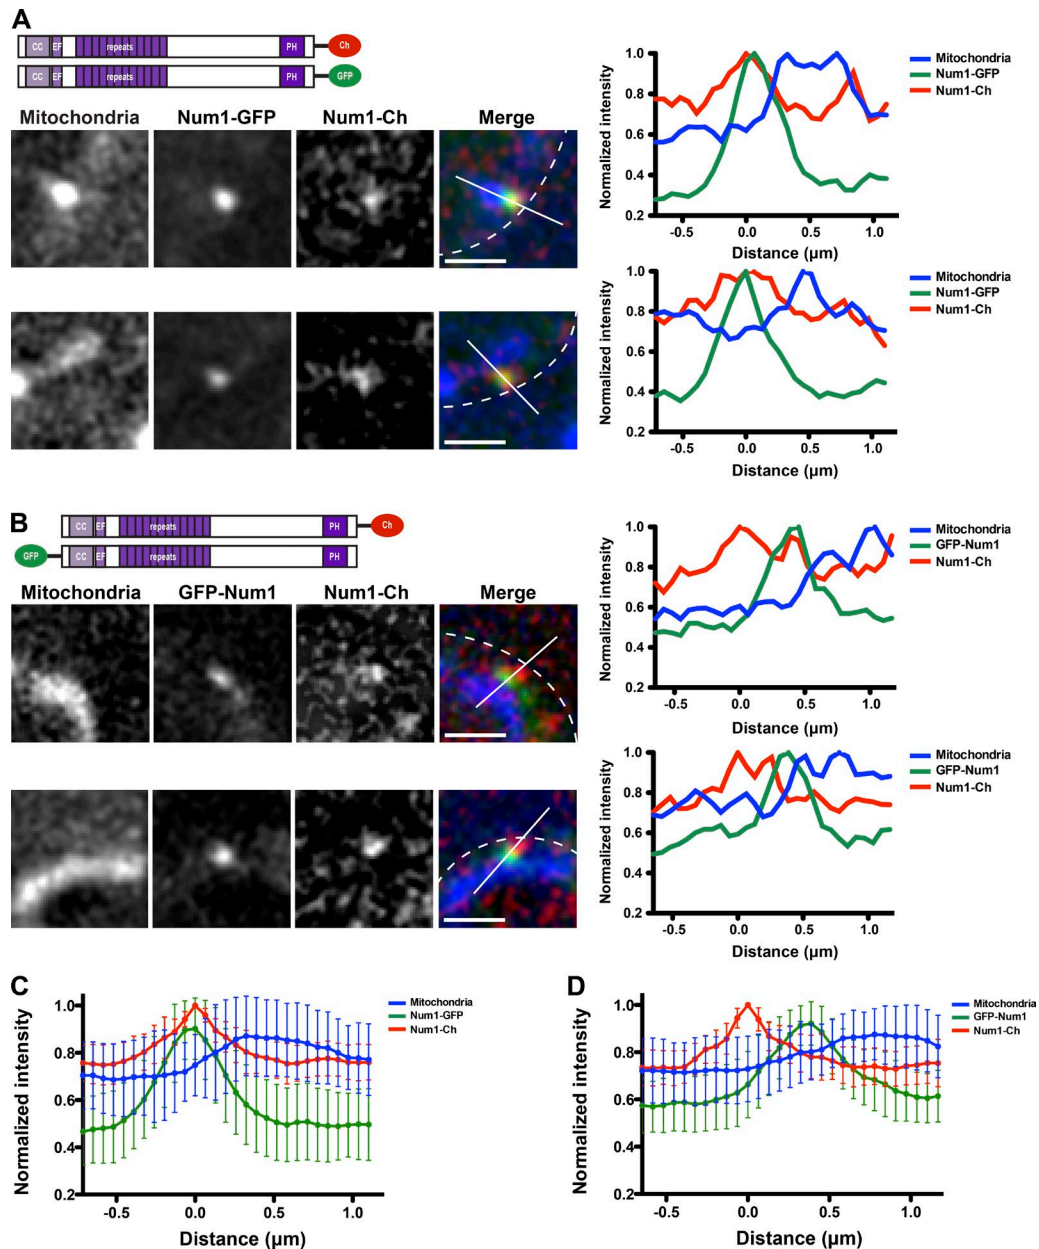 A
CC EF repeats PH Ch
CC EF repeats PH GFP
Mitochondria Num1-GFP Num1-Ch Merge
Normalized intensity
1.0
0.8
0.6
0.4
0.2
-0.5 0.0 0.5 1.0
Distance (µm)
Mitochondria
Num1-GFP
Num1-Ch
Normalized intensity
1.0
0.8
0.6
0.4
0.2
-0.5 0.0 0.5 1.0
Distance (µm)
Mitochondria
Num1-GFP
Num1-Ch
B
CC EF repeats PH Ch
GFP CC EF repeats PH
Mitochondria GFP-Num1 Num1-Ch Merge
Normalized intensity
1.0
0.8
0.6
0.4
0.2
-0.5 0.0 0.5 1.0
Distance (µm)
Mitochondria
GFP-Num1
Num1-Ch
Normalized intensity
1.0
0.8
0.6
0.4
0.2
-0.5 0.0 0.5 1.0
Distance (µm)
Mitochondria
GFP-Num1
Num1-Ch
C
Normalized intensity
1.0
0.8
0.6
0.4
0.2
-0.5 0.0 0.5 1.0
Distance (µm)
Mitochondria
Num1-GFP
Num1-Ch
D
Normalized intensity
1.0
0.8
0.6
0.4
0.2
-0.5 0.0 0.5 1.0
Distance (µm)
Mitochondria
GFP-Num1
Num1-Ch